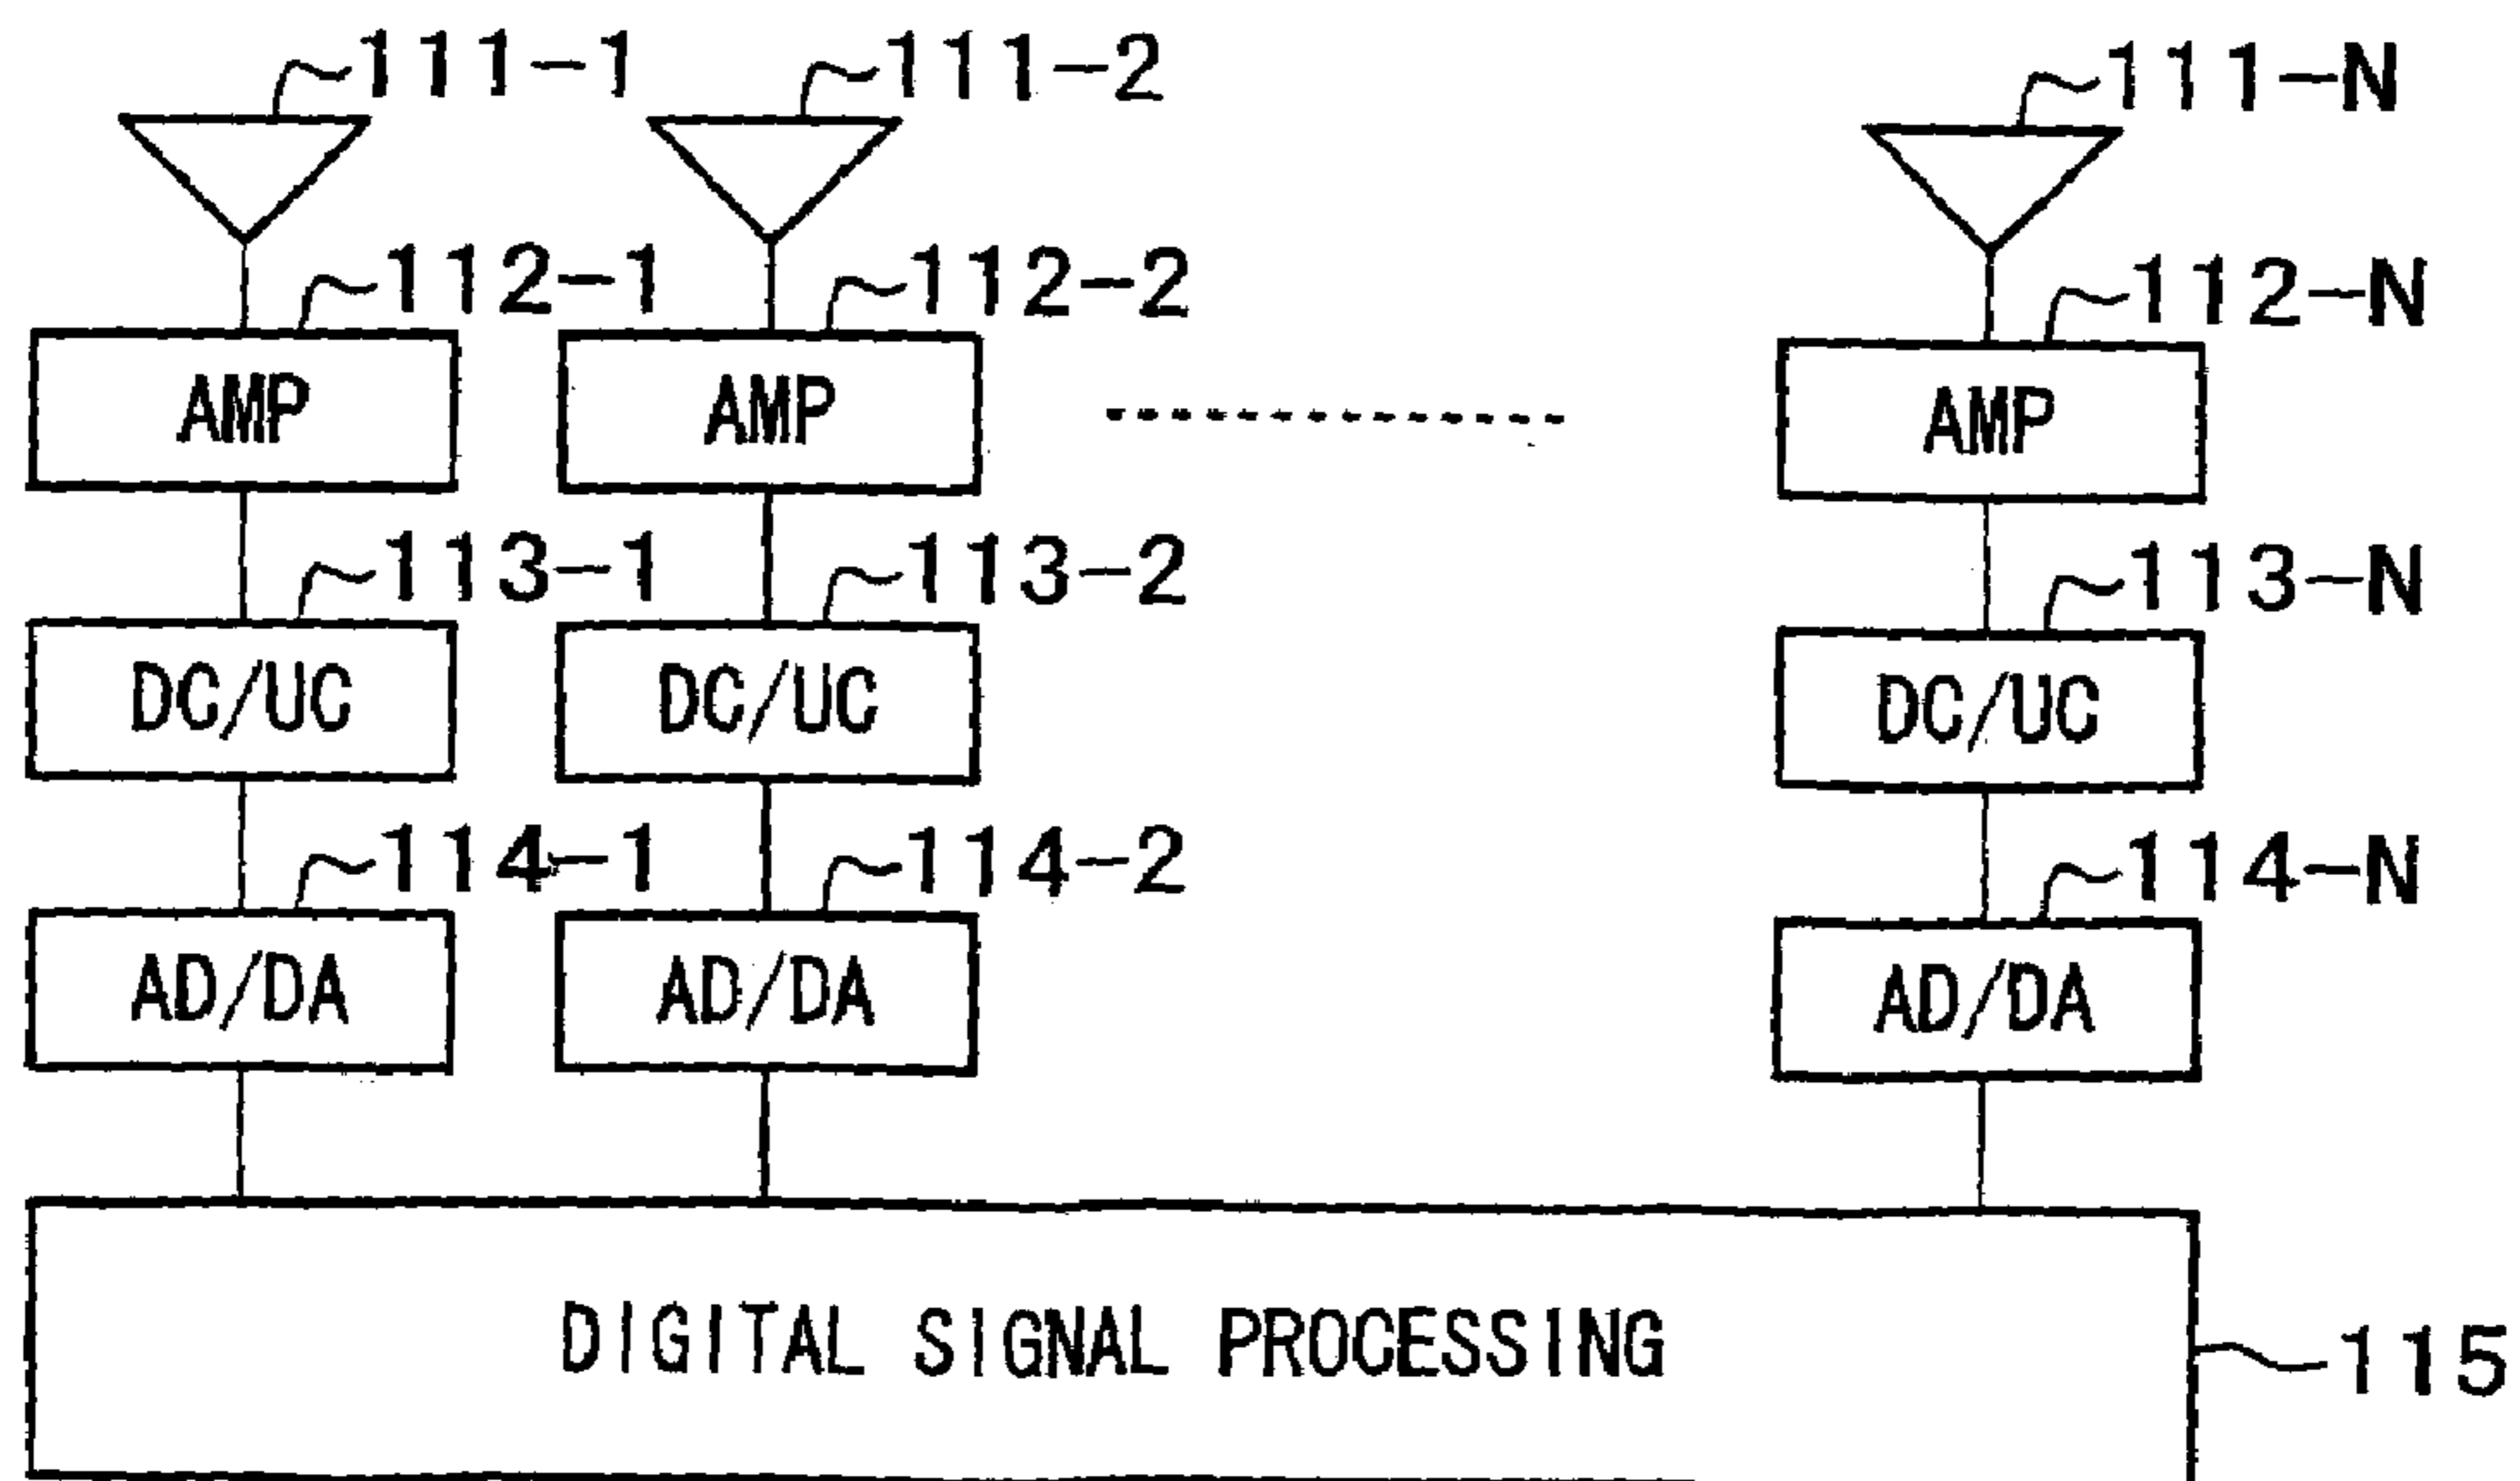 111-1 111-2 111-N
112-1 112-2 112-N
AMP AMP AMP
113-1 113-2 113-N
DC/UC DC/UC DC/UC
114-1 114-2 114-N
AD/DA AD/DA AD/DA
DIGITAL SIGNAL PROCESSING
115